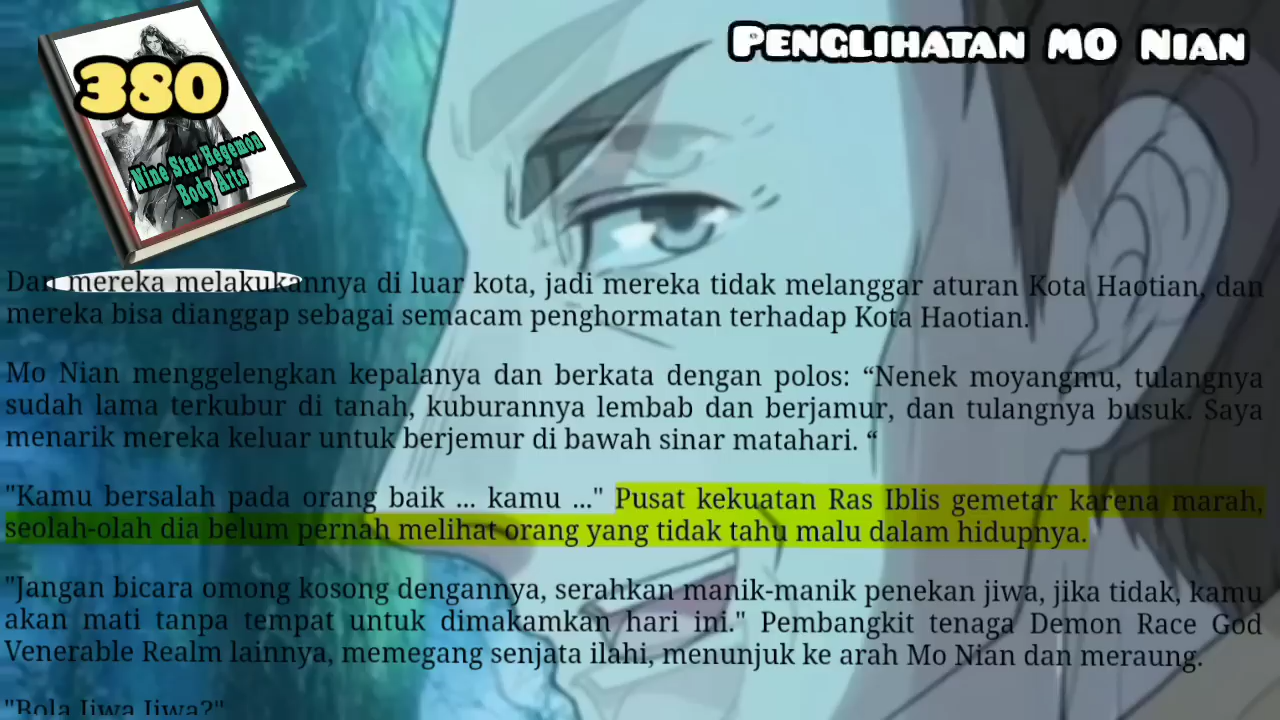 PENGLIHATAN MO NIAN
380
Nine Star Hegemon
Body Arts
Dan mereka melakukannya di luar kota, jadi mereka tidak melanggar aturan Kota Haotian, dan
mereka bisa dianggap sebagai semacam penghormatan terhadap Kota Haotian.
Mo Nian menggelengkan kepalanya dan berkata dengan polos: “Nenek moyangmu, tulangnya
sudah lama terkubur di tanah, kuburannya lembab dan berjamur, dan tulangnya busuk. Saya
menarik mereka keluar untuk berjemur di bawah sinar matahari. “
"Kamu bersalah pada orang baik ... kamu ..." Pusat kekuatan Ras Iblis gemetar karena marah,
seolah-olah dia belum pernah melihat orang yang tidak tahu malu dalam hidupnya.
"Jangan bicara omong kosong dengannya, serahkan manik-manik penekan jiwa, jika tidak, kamu
akan mati tanpa tempat untuk dimakamkan hari ini." Pembangkit tenaga Demon Race God
Venerable Realm lainnya, memegang senjata ilahi, menunjuk ke arah Mo Nian dan meraung.
"Bola Jiwa Jiwa?"